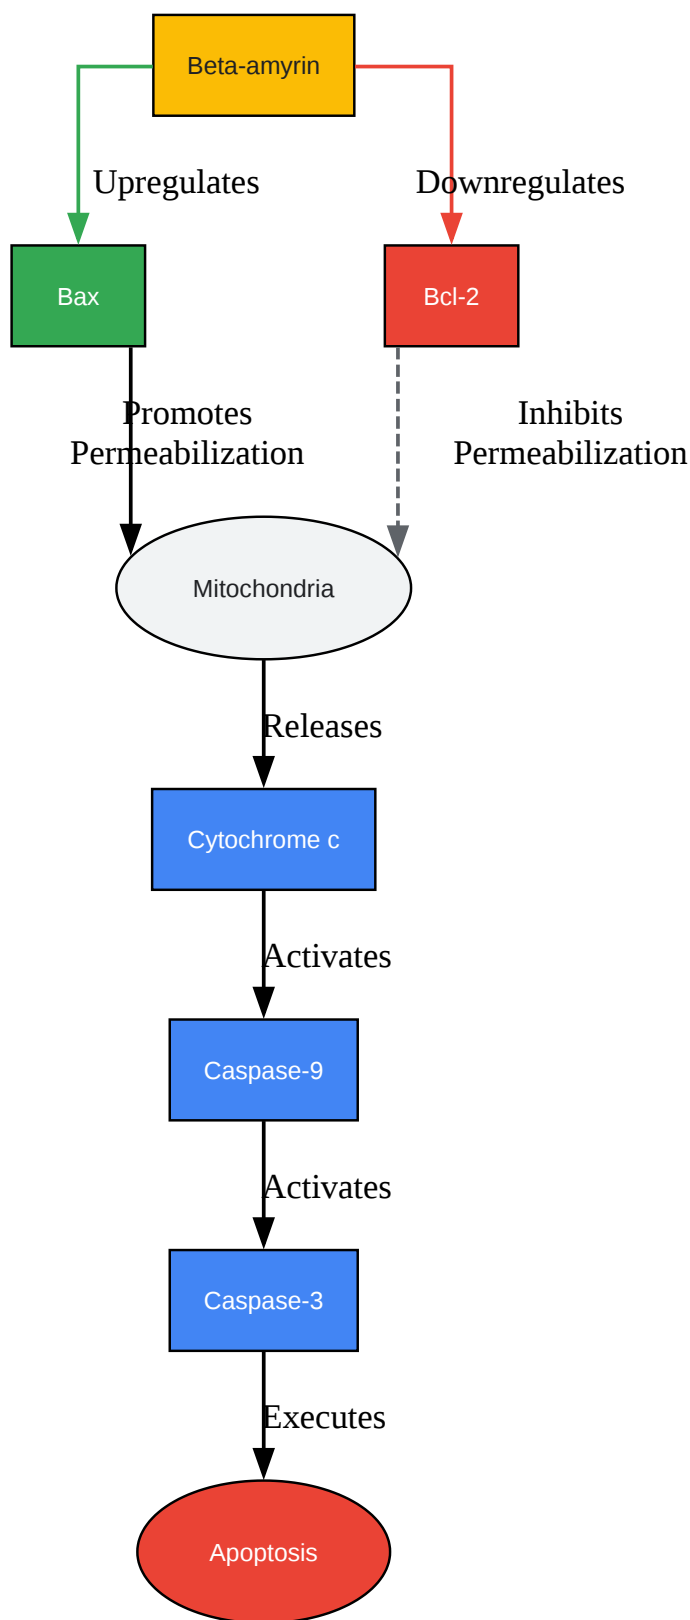 Beta-amyrin
Upregulates
Downregulates
Bax
Bcl-2
Promotes
Permeabilization
Inhibits
Permeabilization
Mitochondria
Releases
Cytochrome c
Activates
Caspase-9
Activates
Caspase-3
Executes
Apoptosis